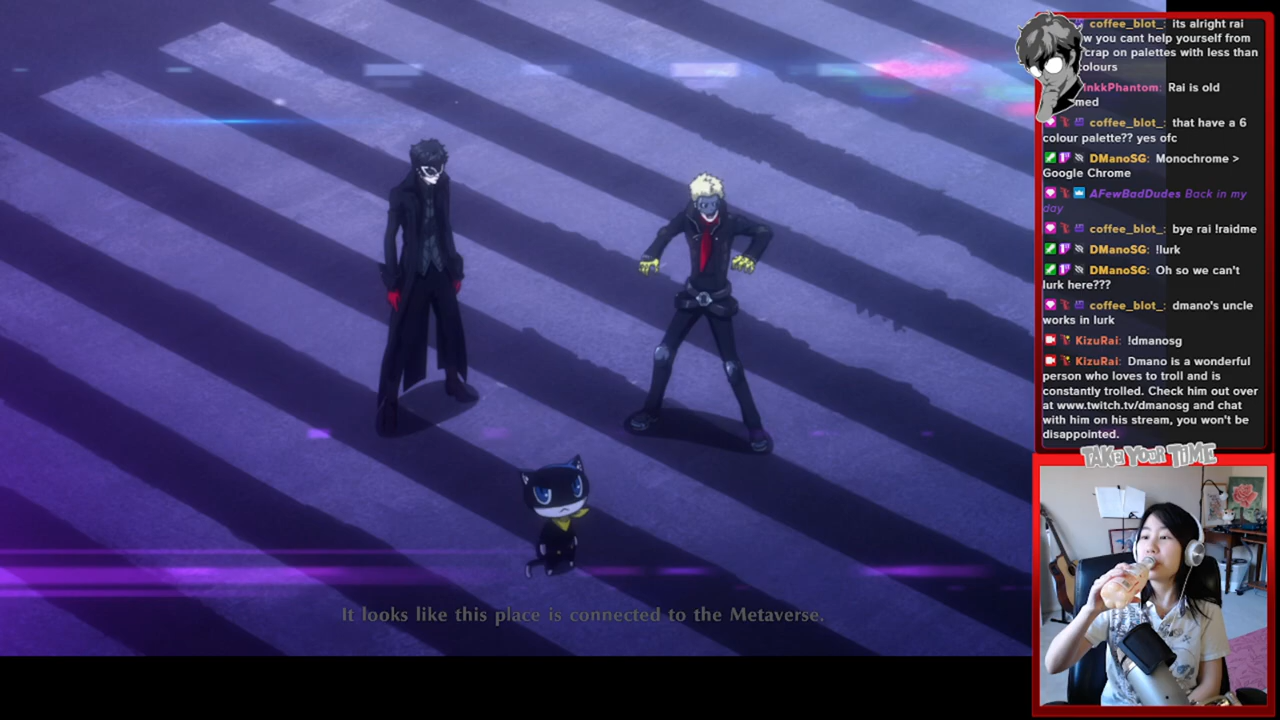 coffee_blot_: its alright rai
w you cant help yourself from
crap on palettes with less than
colours
InkkPhantom: Rai is old
med
coffee_blot_: that have a 6
colour palette?? yes ofc
DManoSG: Monochrome >
Google Chrome
AFewBadDudes Back in my
day
coffee_blot_: bye rai !raidme
DManoSG: !lurk
DManoSG: Oh so we can't
lurk here???
coffee_blot_: dmano's uncle
works in lurk
KizuRai: !dmanosg
KizuRai: Dmano is a wonderful
person who loves to troll and is
constantly trolled. Check him out over
at www.twitch.tv/dmanosg and chat
with him on his stream, you won't be
disappointed.
TAKE YOUR TIME
It looks like this place is connected to the Metaverse.